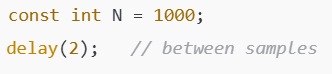 const int N = 1000;
delay(2);   // between samples